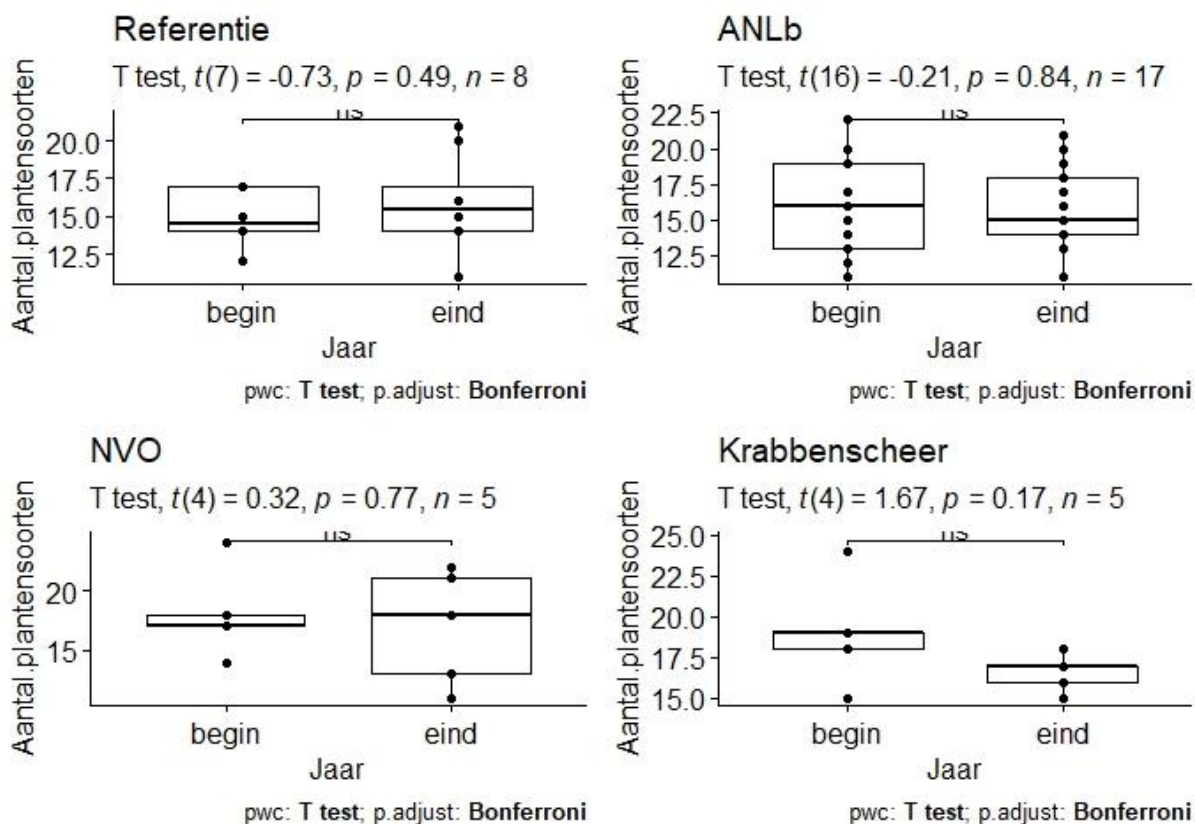 Referentie
T test, t(7) = -0.73, p = 0.49, n = 8
ns
Aantal.plantensoorten
20.0
17.5
15.0
12.5
begin eind
Jaar
pwc: T test; p.adjust: Bonferroni
ANLb
T test, t(16) = -0.21, p = 0.84, n = 17
ns
Aantal.plantensoorten
22.5
20.0
17.5
15.0
12.5
begin eind
Jaar
pwc: T test; p.adjust: Bonferroni
NVO
T test, t(4) = 0.32, p = 0.77, n = 5
ns
Aantal.plantensoorten
20
15
begin eind
Jaar
pwc: T test; p.adjust: Bonferroni
Krabbenscheer
T test, t(4) = 1.67, p = 0.17, n = 5
ns
Aantal.plantensoorten
25.0
22.5
20.0
17.5
15.0
begin eind
Jaar
pwc: T test; p.adjust: Bonferroni